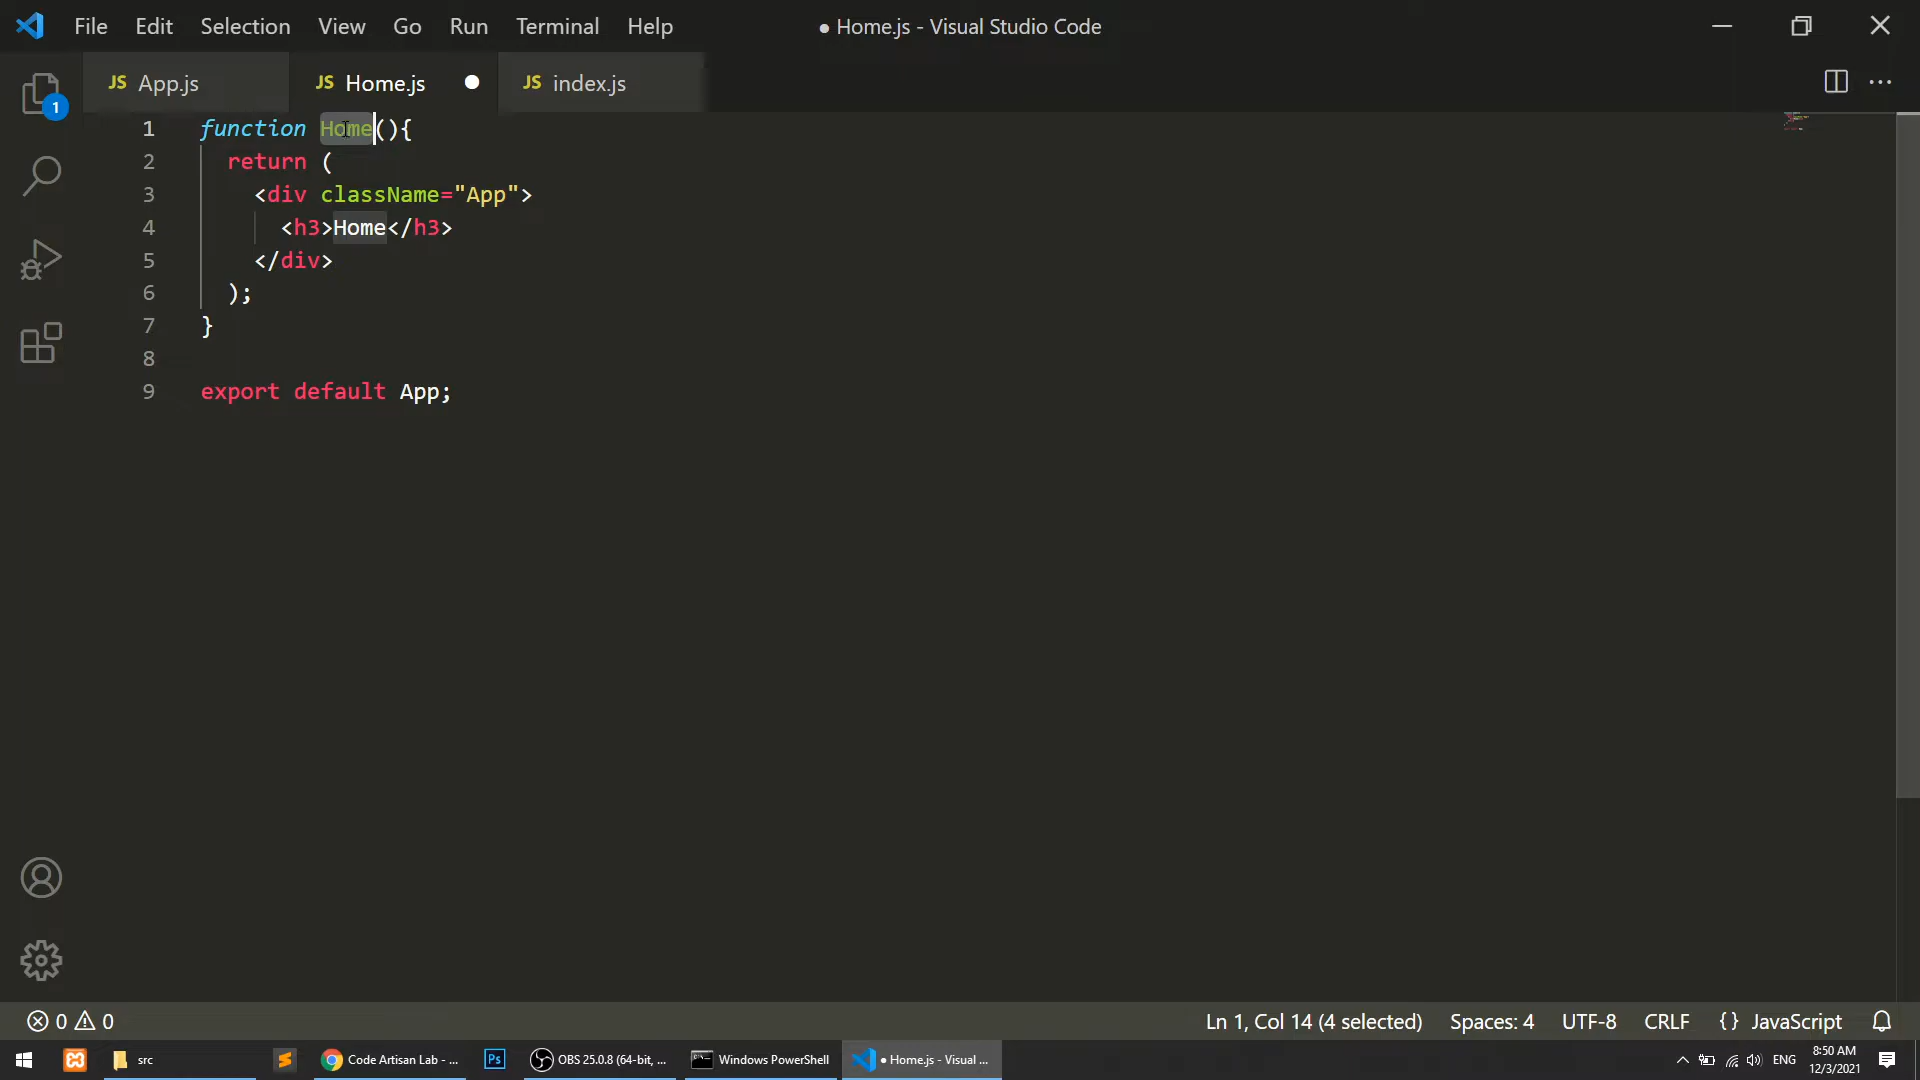 File Edit Selection View Go Run Terminal Help ● Home.js - Visual Studio Code
JS App.js JS Home.js ● JS index.js ···
1
1 function Home(){
2 return (
3 <div className="App">
4 <h3>Home</h3>
5 </div>
6 );
7 }
8
9 export default App;
0 0 Ln 1, Col 14 (4 selected) Spaces: 4 UTF-8 CRLF {} JavaScript
src Code Artisan Lab - ... Ps OBS 25.0.8 (64-bit, ... Windows PowerShell ● Home.js - Visual ... ENG 8:50 AM
12/3/2021